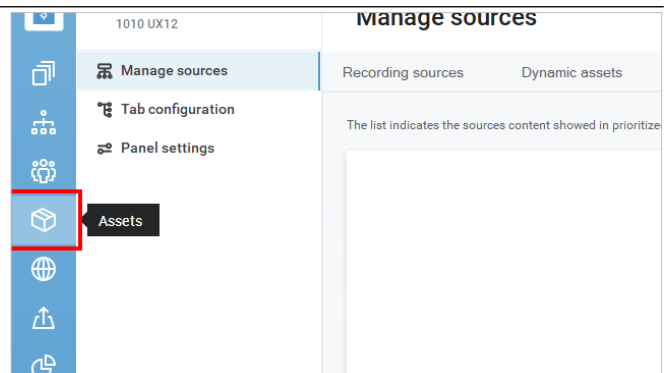 1010 UX12
Manage sources
Manage sources
Recording sources
Dynamic assets
Tab configuration
The list indicates the sources content showed in prioritize
Panel settings
Assets